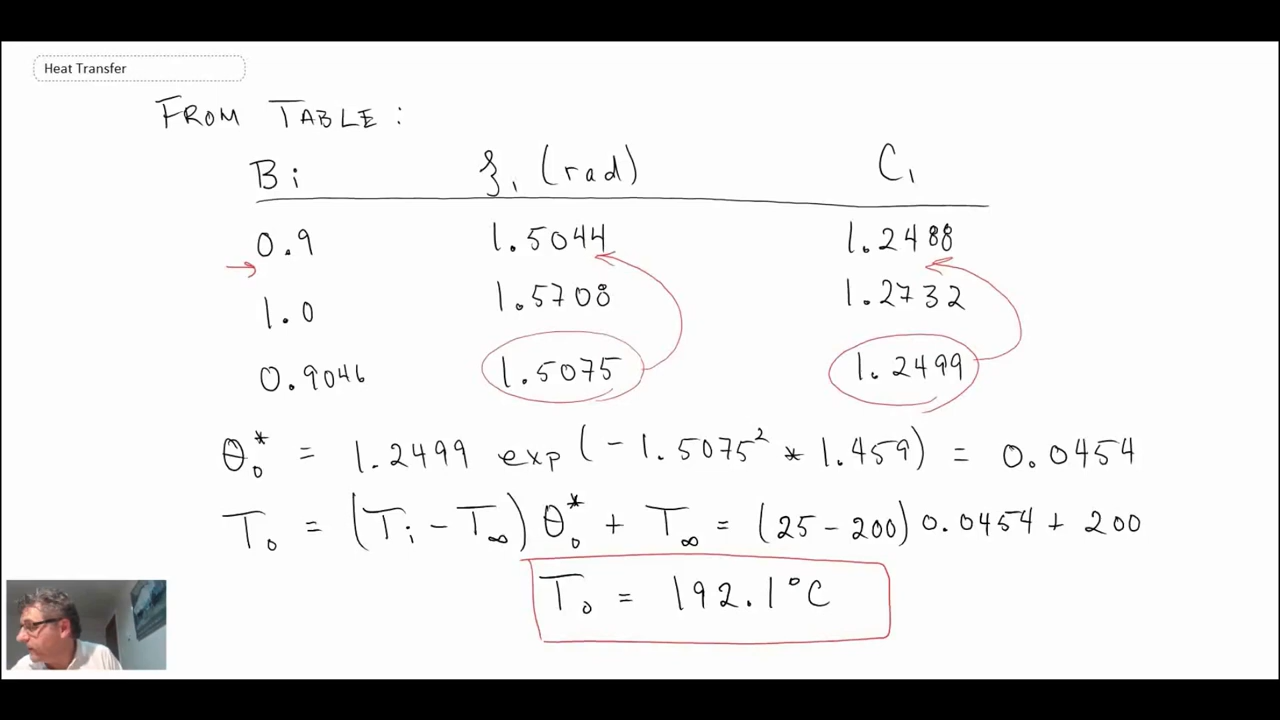 Heat Transfer
FROM TABLE:
Bi ζ₁ (rad) C₁
0.9 1.5044 1.2488
1.0 1.5708 1.2732
0.9046 1.5075 1.2499
θ₀* = 1.2499 exp(-1.5075² * 1.459) = 0.0454
T₀ = (Tᵢ - T∞) θ₀* + T∞ = (25 - 200) 0.0454 + 200
T₀ = 192.1°C